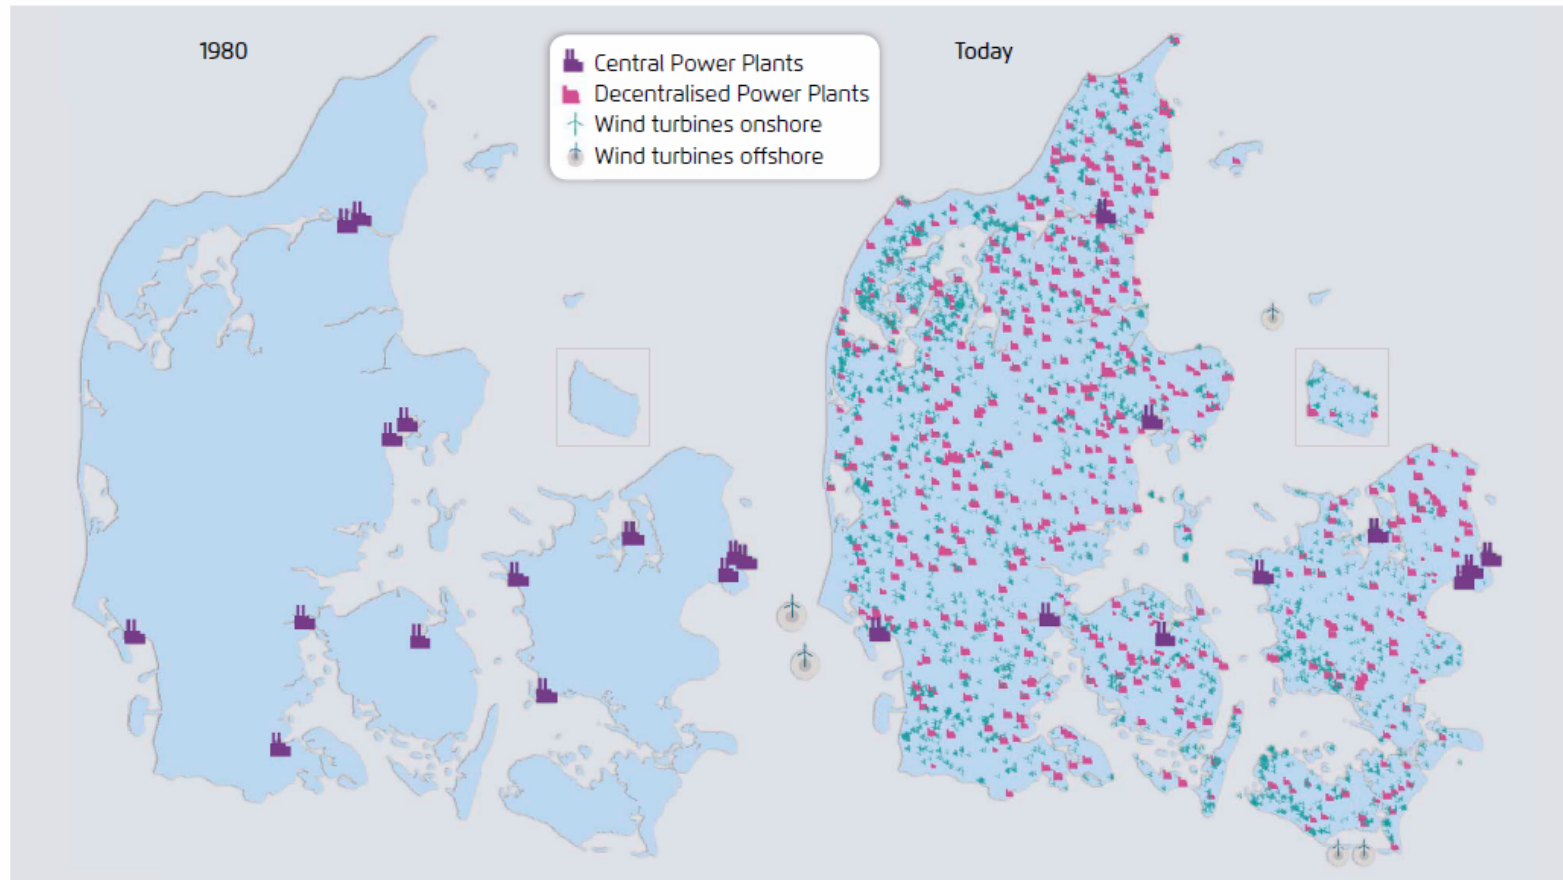 1980
Central Power Plants
Decentralised Power Plants
Wind turbines onshore
Wind turbines offshore
Today